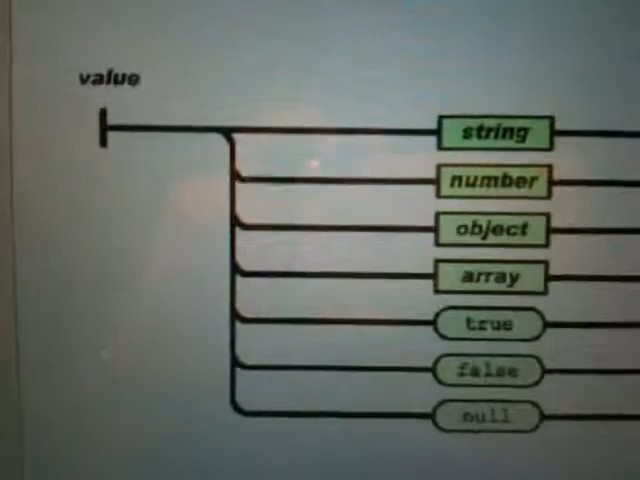 value
string
number
object
array
true
false
null